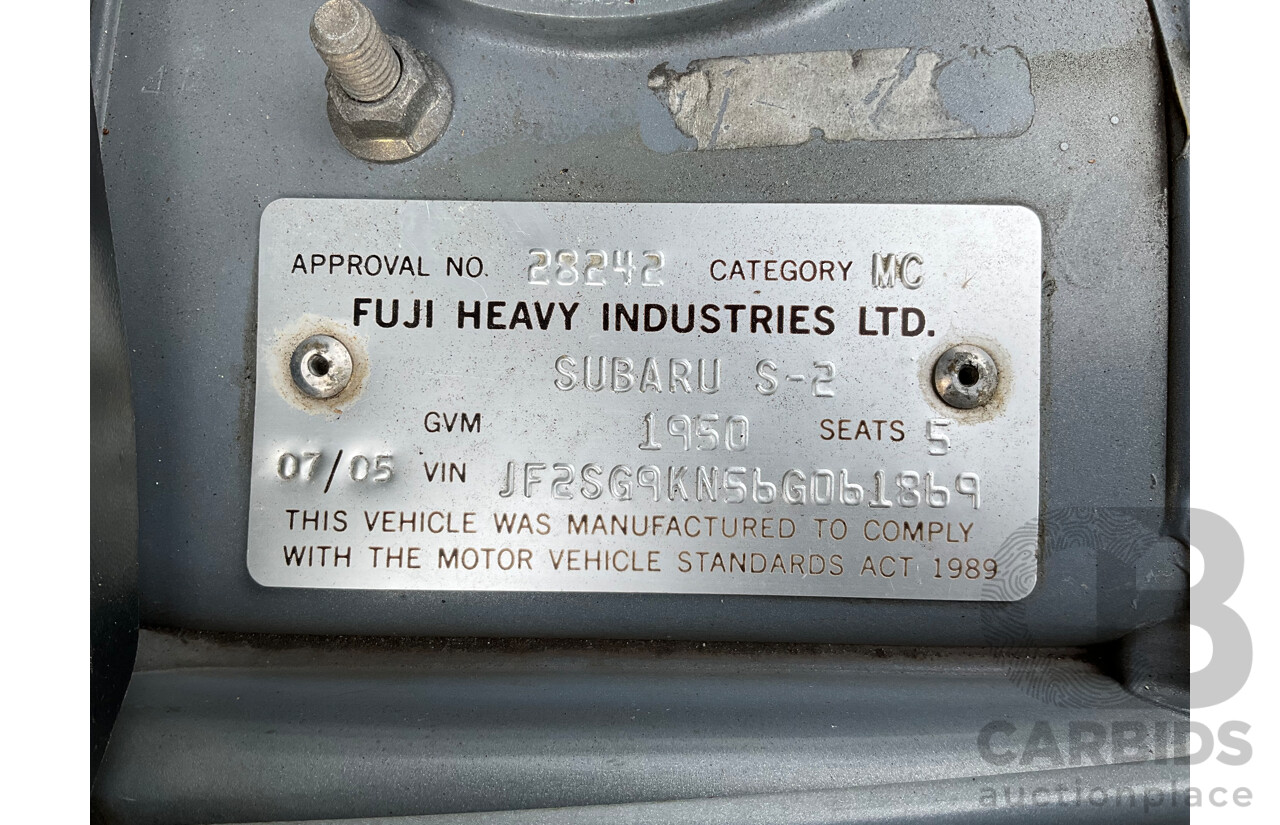 APPROVAL NO. 28242 CATEGORY MC
FUJI HEAVY INDUSTRIES LTD.
SUBARU S-2
GVM 1950 SEATS 5
07/05 VIN JF2SG9KN56G061869
THIS VEHICLE WAS MANUFACTURED TO COMPLY
WITH THE MOTOR VEHICLE STANDARDS ACT 1989
CARBIDS
auctionplace